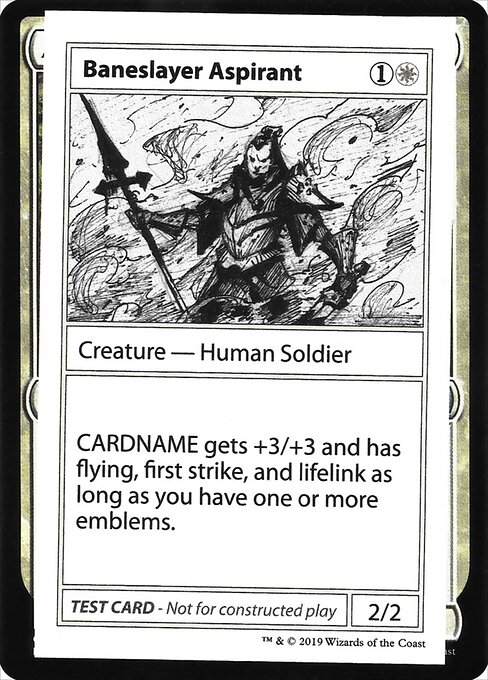 Baneslayer Aspirant 1
Creature — Human Soldier
CARDNAME gets +3/+3 and has
flying, first strike, and lifelink as
long as you have one or more
emblems.
TEST CARD - Not for constructed play 2/2
™ & © 2019 Wizards of the Coast